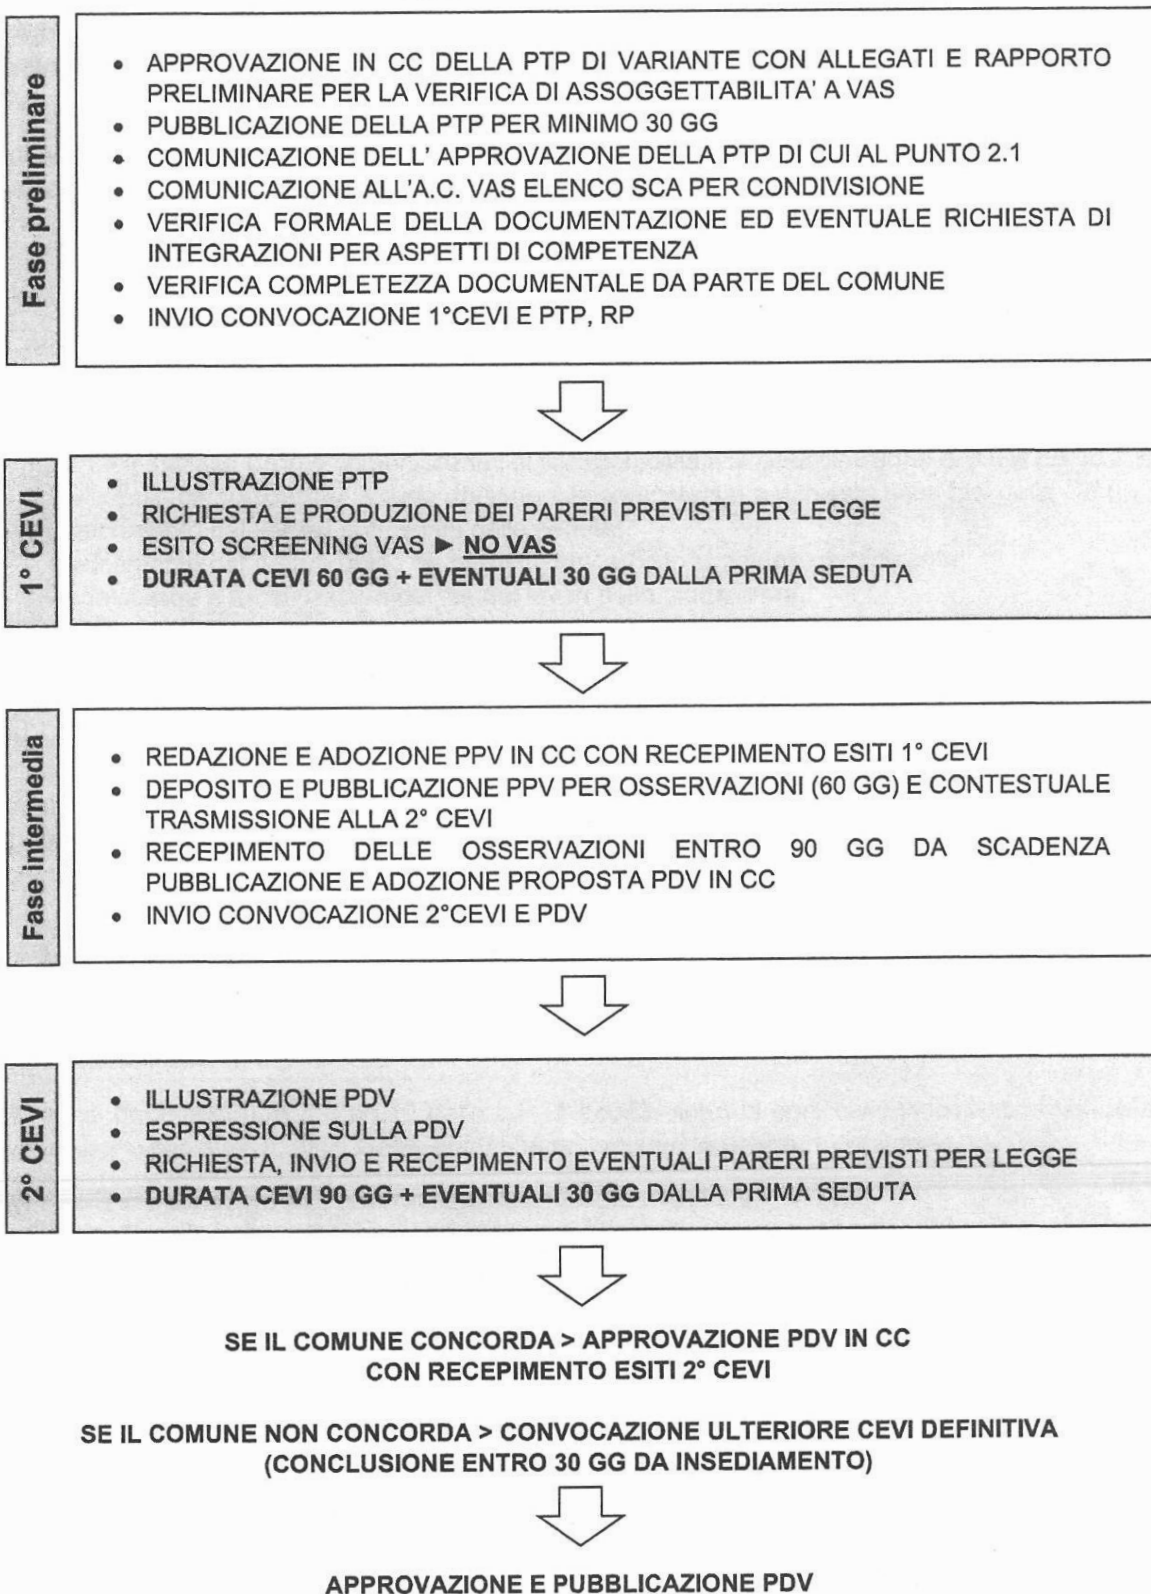 Fase preliminare
• APPROVAZIONE IN CC DELLA PTP DI VARIANTE CON ALLEGATI E RAPPORTO
PRELIMINARE PER LA VERIFICA DI ASSOGGETTABILITA' A VAS
• PUBBLICAZIONE DELLA PTP PER MINIMO 30 GG
• COMUNICAZIONE DELL' APPROVAZIONE DELLA PTP DI CUI AL PUNTO 2.1
• COMUNICAZIONE ALL'A.C. VAS ELENCO SCA PER CONDIVISIONE
• VERIFICA FORMALE DELLA DOCUMENTAZIONE ED EVENTUALE RICHIESTA DI
INTEGRAZIONI PER ASPETTI DI COMPETENZA
• VERIFICA COMPLETEZZA DOCUMENTALE DA PARTE DEL COMUNE
• INVIO CONVOCAZIONE 1°CEVI E PTP, RP
1° CEVI
• ILLUSTRAZIONE PTP
• RICHIESTA E PRODUZIONE DEI PARERI PREVISTI PER LEGGE
• ESITO SCREENING VAS ► NO VAS
• DURATA CEVI 60 GG + EVENTUALI 30 GG DALLA PRIMA SEDUTA
Fase intermedia
• REDAZIONE E ADOZIONE PPV IN CC CON RECEPIMENTO ESITI 1° CEVI
• DEPOSITO E PUBBLICAZIONE PPV PER OSSERVAZIONI (60 GG) E CONTESTUALE
TRASMISSIONE ALLA 2° CEVI
• RECEPIMENTO DELLE OSSERVAZIONI ENTRO 90 GG DA SCADENZA
PUBBLICAZIONE E ADOZIONE PROPOSTA PDV IN CC
• INVIO CONVOCAZIONE 2°CEVI E PDV
2° CEVI
• ILLUSTRAZIONE PDV
• ESPRESSIONE SULLA PDV
• RICHIESTA, INVIO E RECEPIMENTO EVENTUALI PARERI PREVISTI PER LEGGE
• DURATA CEVI 90 GG + EVENTUALI 30 GG DALLA PRIMA SEDUTA
SE IL COMUNE CONCORDA > APPROVAZIONE PDV IN CC
CON RECEPIMENTO ESITI 2° CEVI
SE IL COMUNE NON CONCORDA > CONVOCAZIONE ULTERIORE CEVI DEFINITIVA
(CONCLUSIONE ENTRO 30 GG DA INSEDIAMENTO)
APPROVAZIONE E PUBBLICAZIONE PDV